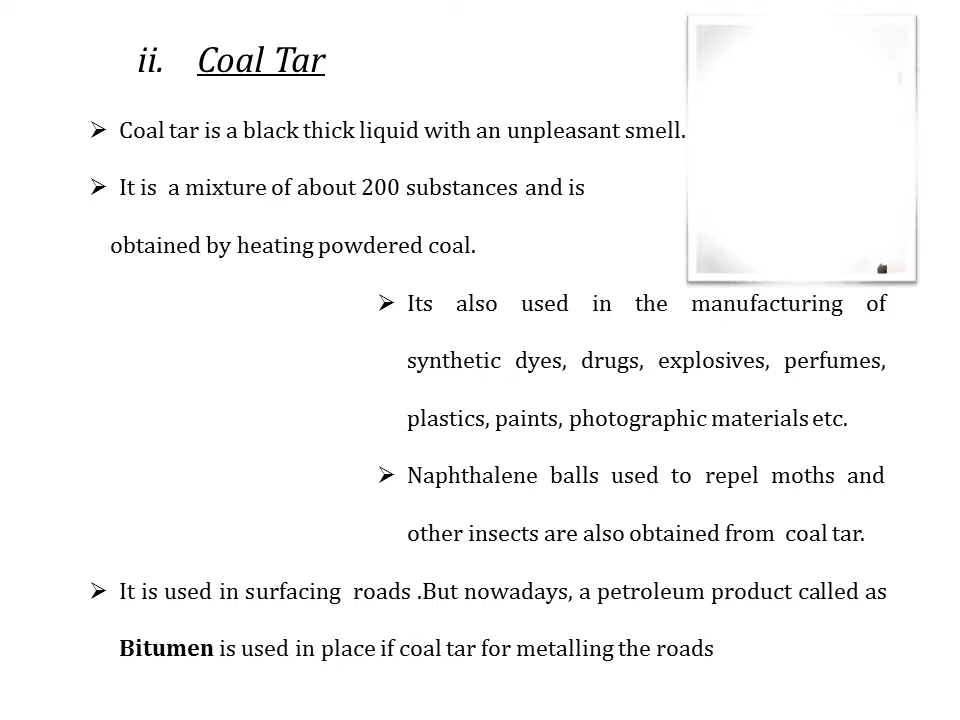 ii. Coal Tar
➢ Coal tar is a black thick liquid with an unpleasant smell.
➢ It is a mixture of about 200 substances and is
obtained by heating powdered coal.
➢ Its also used in the manufacturing of
synthetic dyes, drugs, explosives, perfumes,
plastics, paints, photographic materials etc.
➢ Naphthalene balls used to repel moths and
other insects are also obtained from coal tar.
➢ It is used in surfacing roads .But nowadays, a petroleum product called as
Bitumen is used in place if coal tar for metalling the roads